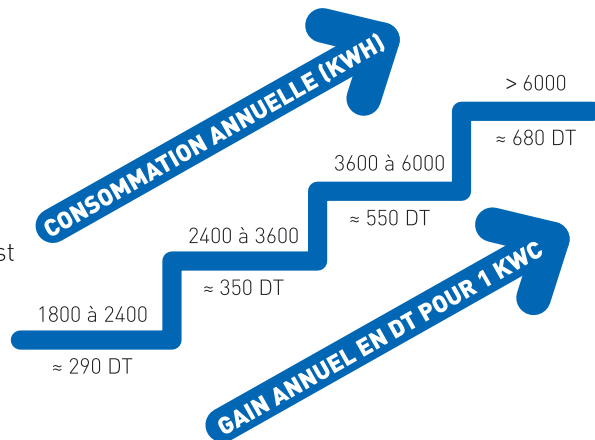 CONSOMMATION ANNUELLE (KWH)
> 6000
≈ 680 DT
3600 à 6000
≈ 550 DT
2400 à 3600
≈ 350 DT
st
1800 à 2400
≈ 290 DT
GAIN ANNUEL EN DT POUR 1 KWC